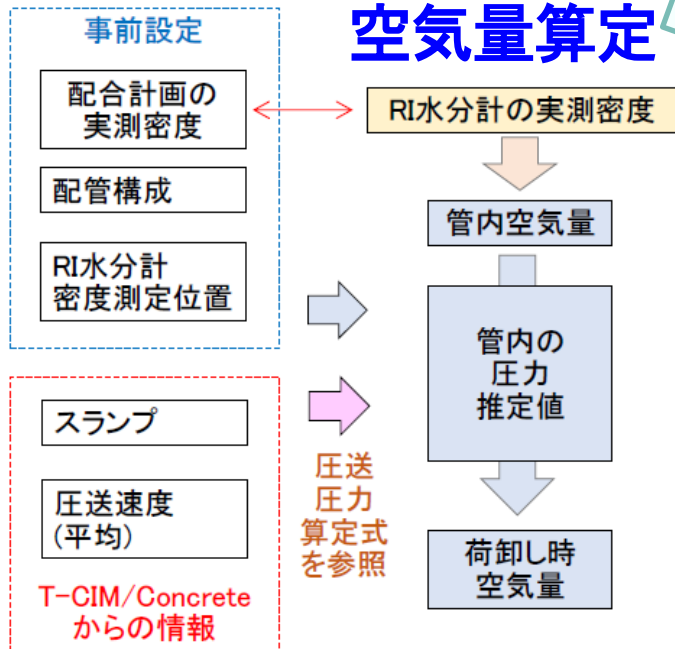 空気量算定
事前設定
配合計画の
実測密度
配管構成
RI水分計
密度測定位置
スランプ
圧送速度
(平均)
T-CIM/Concrete
からの情報
圧送
圧力
算定式
を参照
RI水分計の実測密度
管内空気量
管内の
圧力
推定値
荷卸し時
空気量